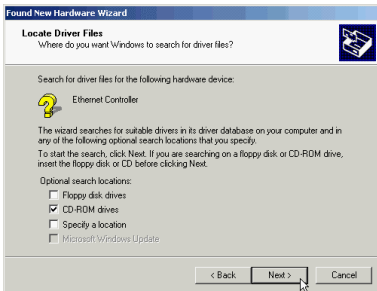 Found New Hardware Wizard
Locate Driver Files
Where do you want Windows to search for driver files?
Search for driver files for the following hardware device:
Ethernet Controller
The wizard searches for suitable drivers in its driver database on your computer and in
any of the following optional search locations that you specify.
To start the search, click Next. If you are searching on a floppy disk or CD-ROM drive,
insert the floppy disk or CD before clicking Next.
Optional search locations:
Floppy disk drives
CD-ROM drives
Specify a location
Microsoft Windows Update
< Back Next > Cancel